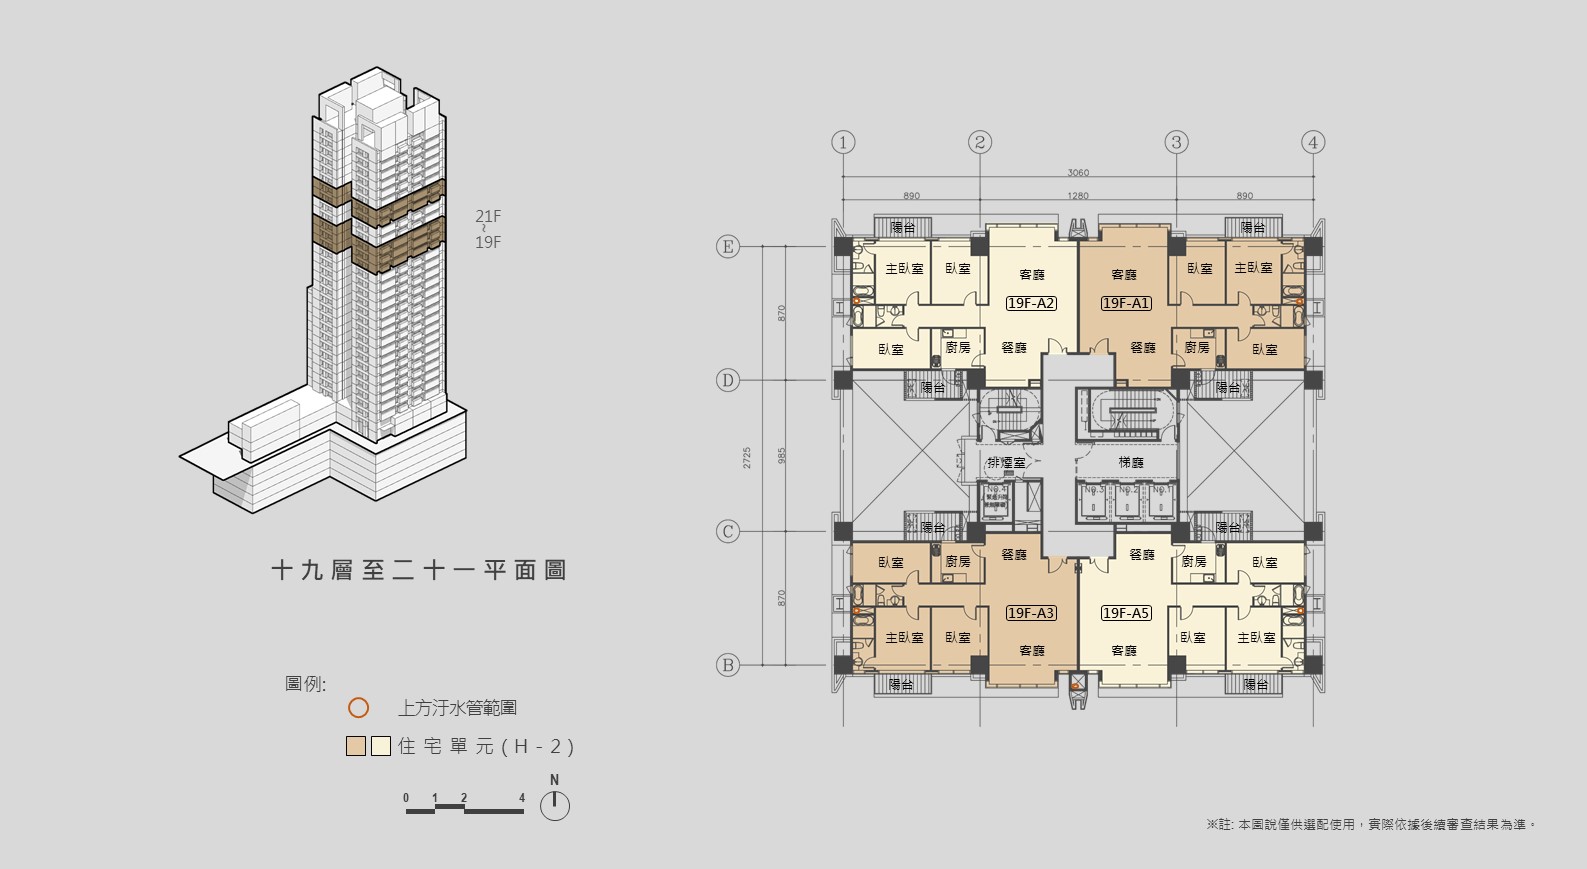 21F
~
19F
十九層至二十一平面圖
圖例:
上方汙水管範圍
住宅單元(H-2)
0 1 2 4
N
1 2 3 4
3060
890 1280 890
陽台 陽台
E
主臥室 臥室 客廳 客廳 臥室 主臥室
19F-A2 19F-A1
870
臥室 廚房 餐廳 餐廳 廚房 臥室
D
陽台 陽台
2725 985
排煙室 梯廳
NO.4 NO.3 NO.2 NO.1
C
陽台 陽台
臥室 廚房 餐廳 餐廳 廚房 臥室
870
19F-A3 19F-A5
主臥室 臥室 客廳 客廳 臥室 主臥室
B
陽台 陽台
※註: 本圖說僅供選配使用，實際依據後續審查結果為準。